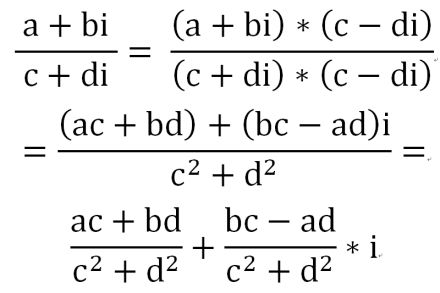 (a + bi) / (c + di) = ((a + bi) ∗ (c − di)) / ((c + di) ∗ (c − di))
= ((ac + bd) + (bc − ad)i) / (c² + d²) =
(ac + bd) / (c² + d²) + (bc − ad) / (c² + d²) ∗ i